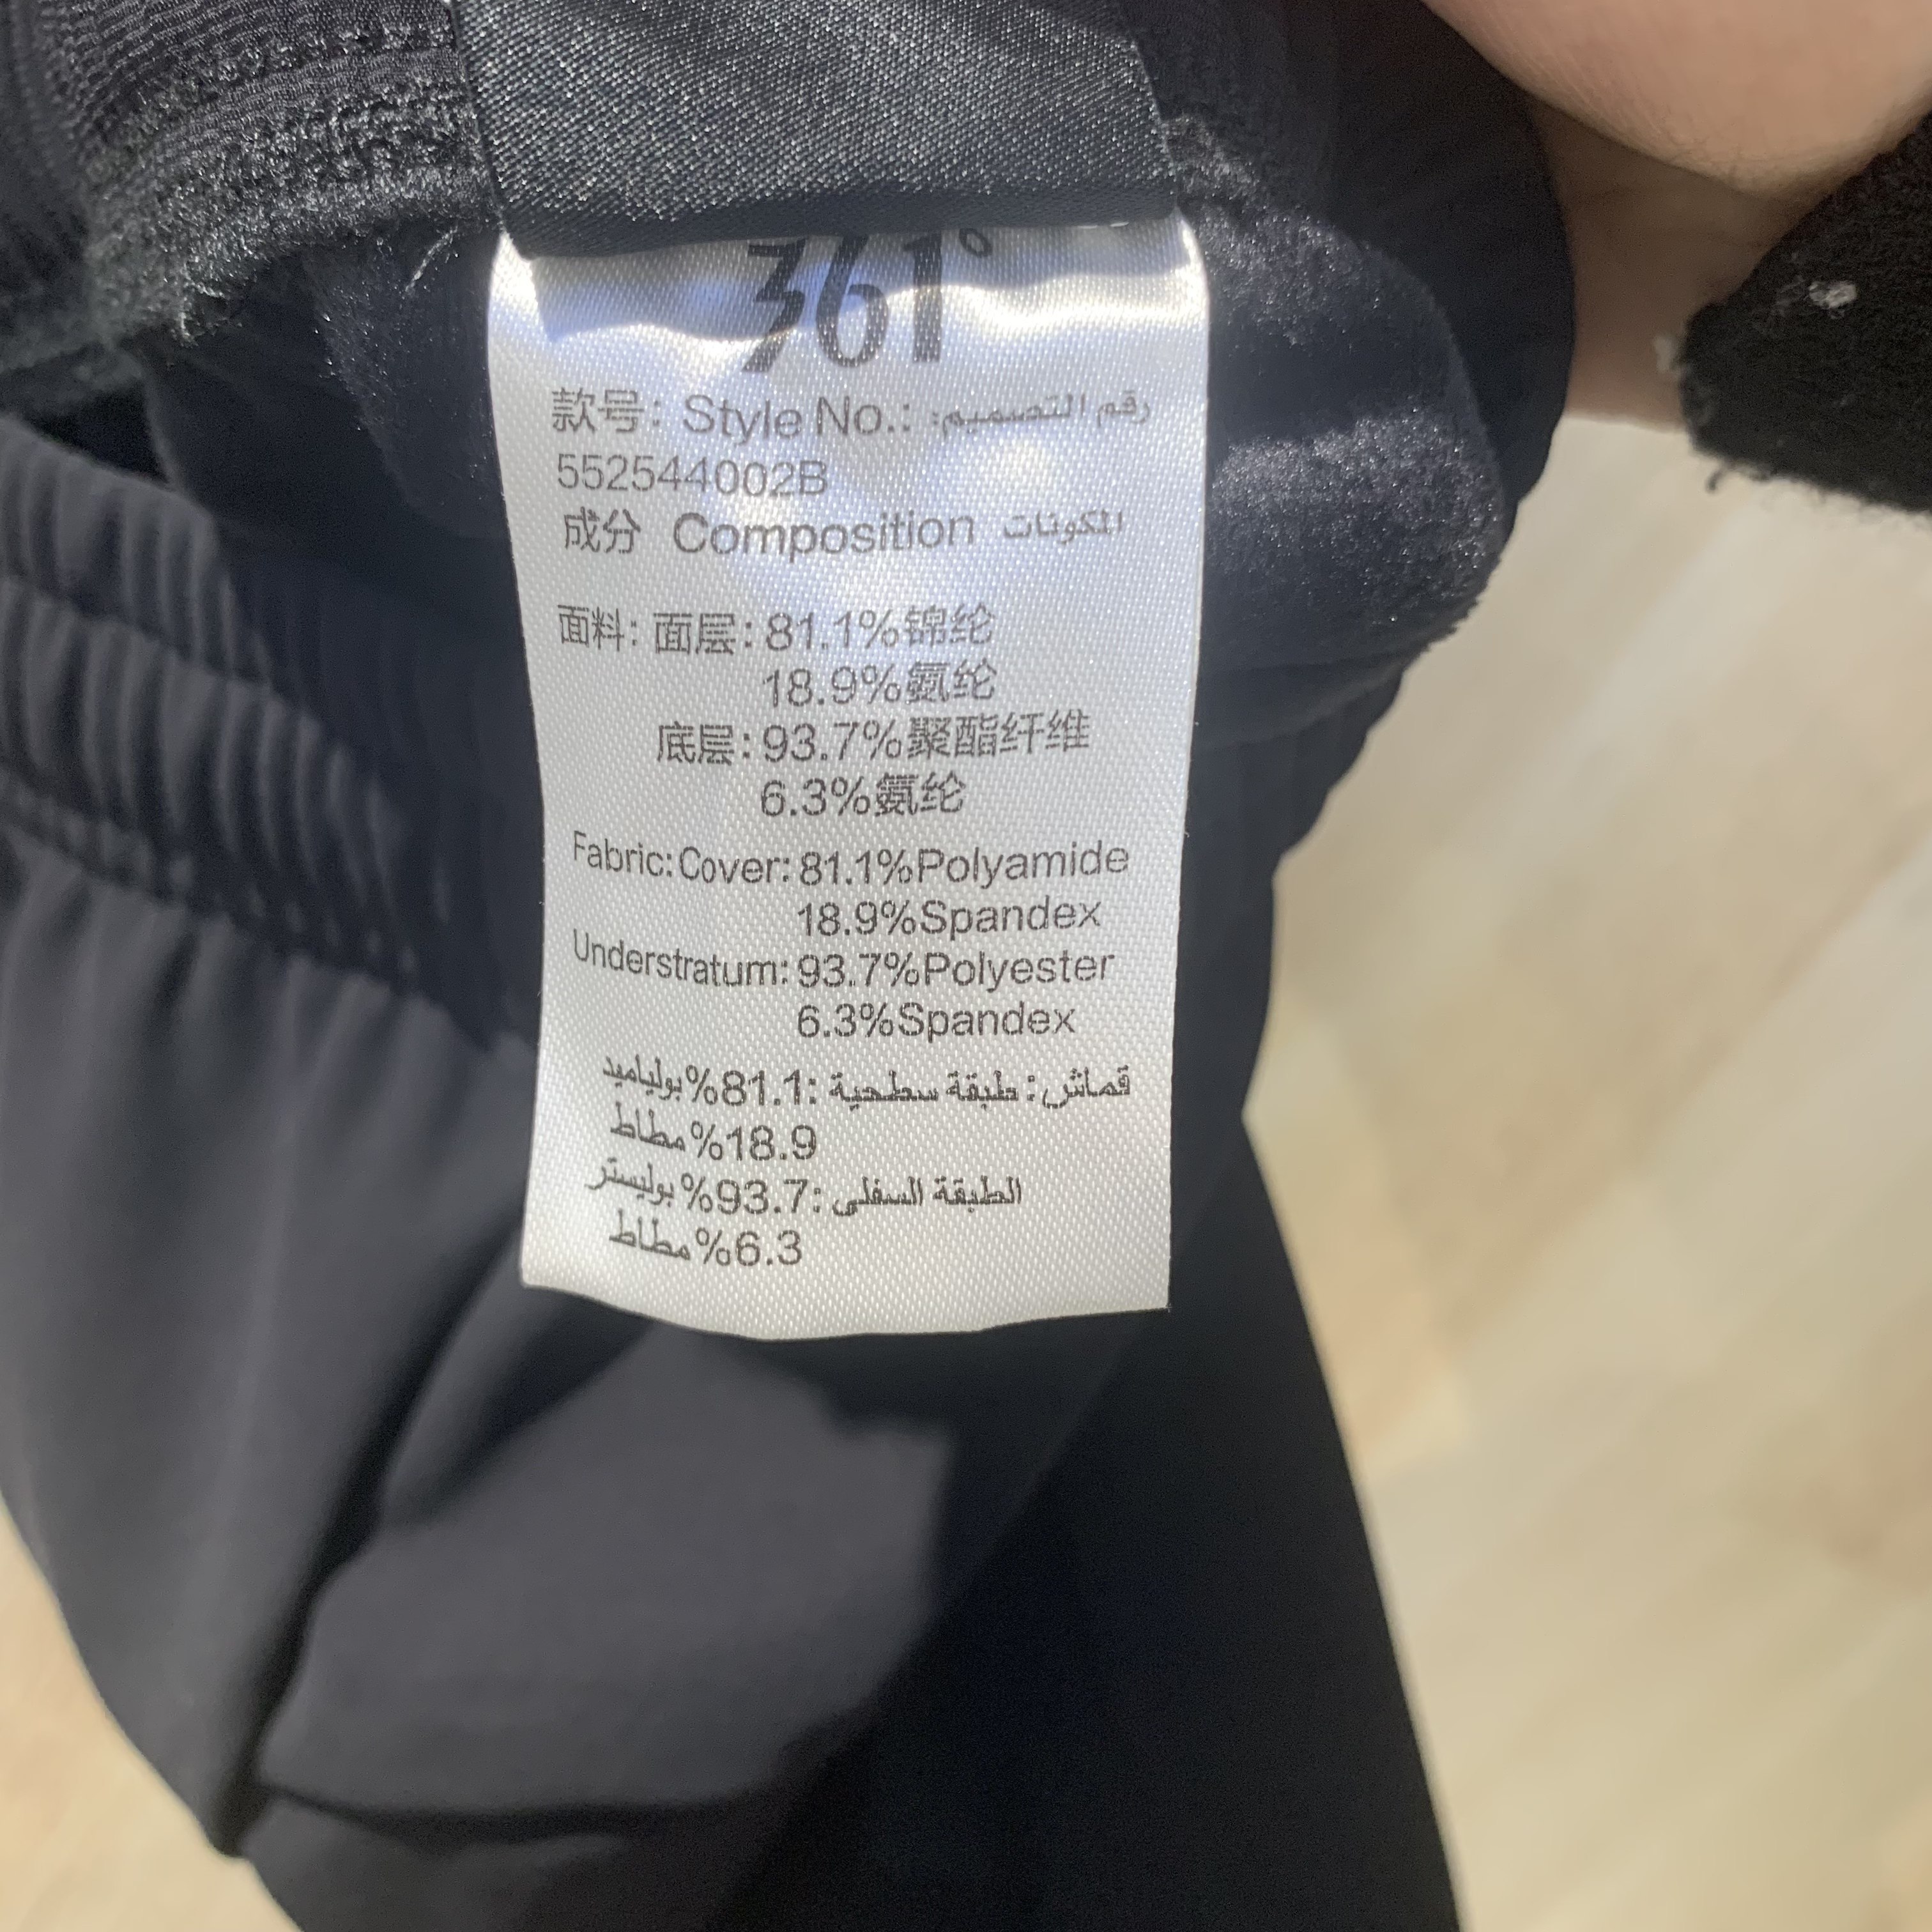 361°
款号: Style No.: رقم التصميم:
552544002B
成分 Composition المكونات
面料: 面层: 81.1%锦纶
18.9%氨纶
底层: 93.7%聚酯纤维
6.3%氨纶
Fabric: Cover: 81.1%Polyamide
18.9%Spandex
Understratum: 93.7%Polyester
6.3%Spandex
قماش: طبقة سطحية: 81.1%بولياميد
18.9%مطاط
الطبقة السفلى: 93.7%بوليستر
6.3%مطاط